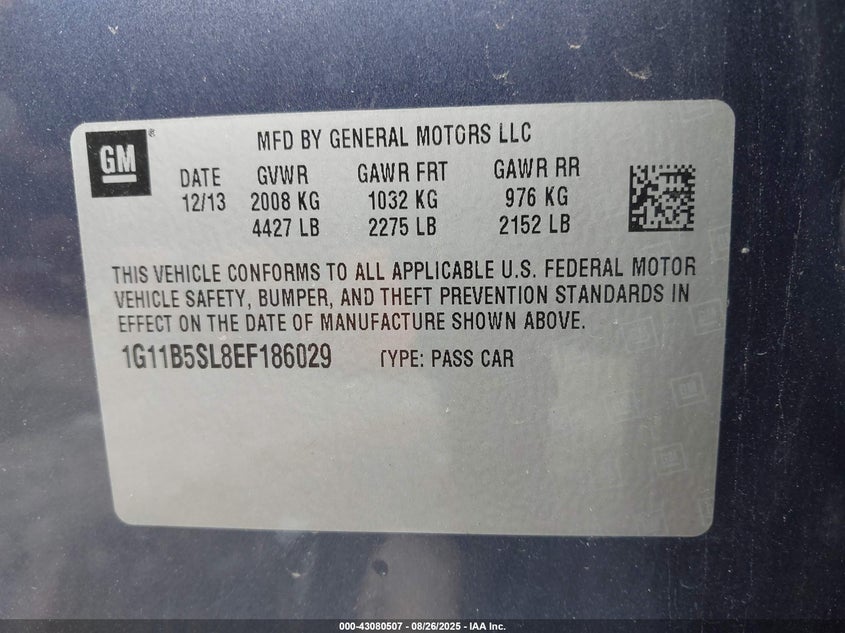 GM ®
MFD BY GENERAL MOTORS LLC
DATE GVWR GAWR FRT GAWR RR
12/13 2008 KG 1032 KG 976 KG
4427 LB 2275 LB 2152 LB
THIS VEHICLE CONFORMS TO ALL APPLICABLE U.S. FEDERAL MOTOR
VEHICLE SAFETY, BUMPER, AND THEFT PREVENTION STANDARDS IN
EFFECT ON THE DATE OF MANUFACTURE SHOWN ABOVE.
1G11B5SL8EF186029 TYPE: PASS CAR
000-43080507 - 08/26/2025 - IAA Inc.